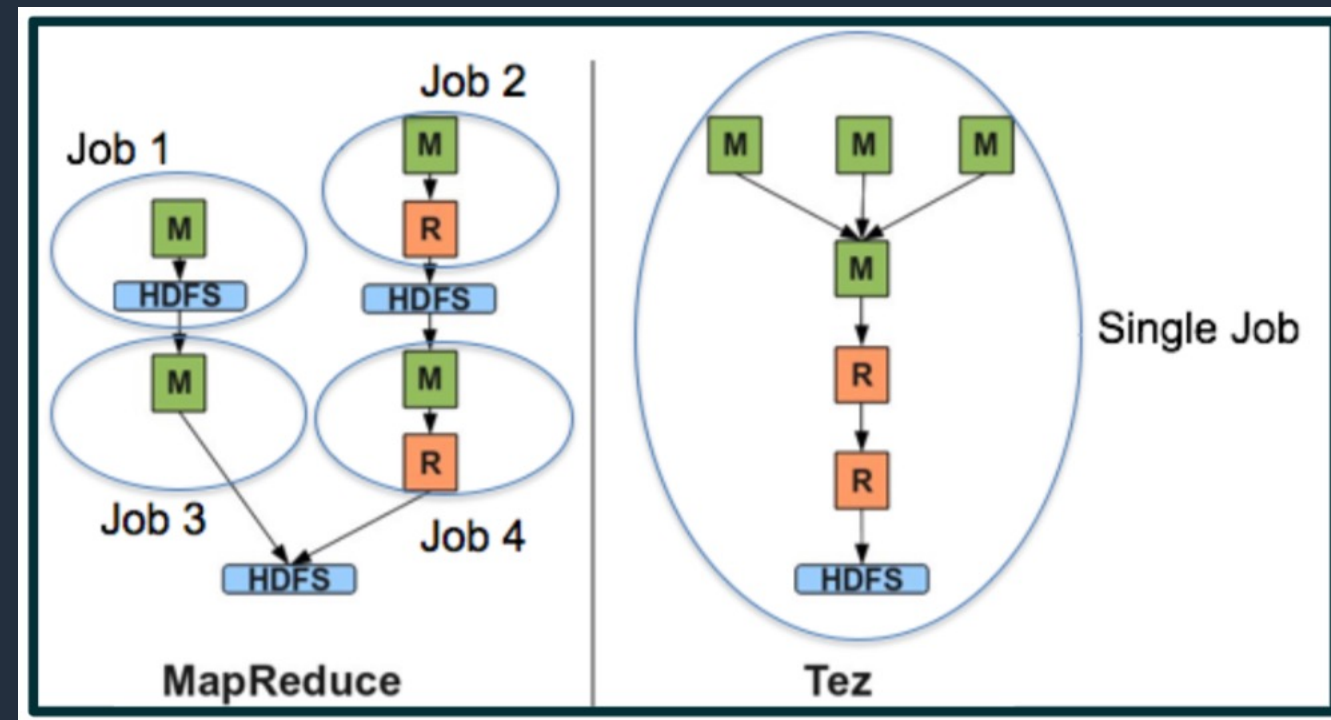 Job 1
M
HDFS
M
Job 3
Job 2
M
R
HDFS
M
R
Job 4
HDFS
MapReduce
M M M
M
R
R
HDFS
Single Job
Tez